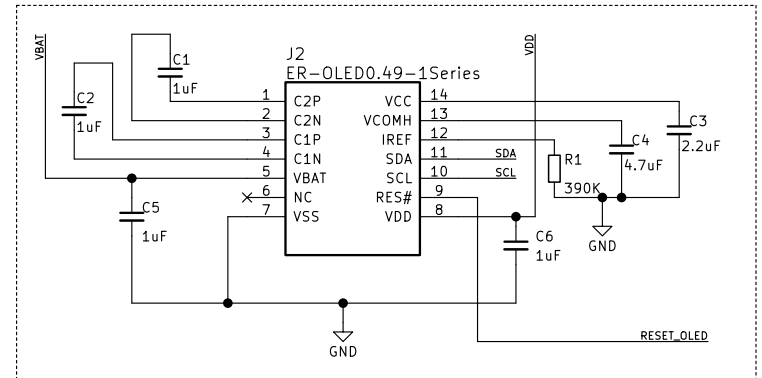 VBAT
C1
1uF
C2
1uF
J2
ER-OLED0.49-1Series
VDD
1 C2P VCC 14
2 C2N VCOMH 13
3 C1P IREF 12
4 C1N SDA 11 SDA
5 VBAT SCL 10 SCL
6 NC RES# 9
7 VSS VDD 8
C3
2.2uF
C4
4.7uF
R1
390K
GND
C5
1uF
C6
1uF
GND
RESET_OLED